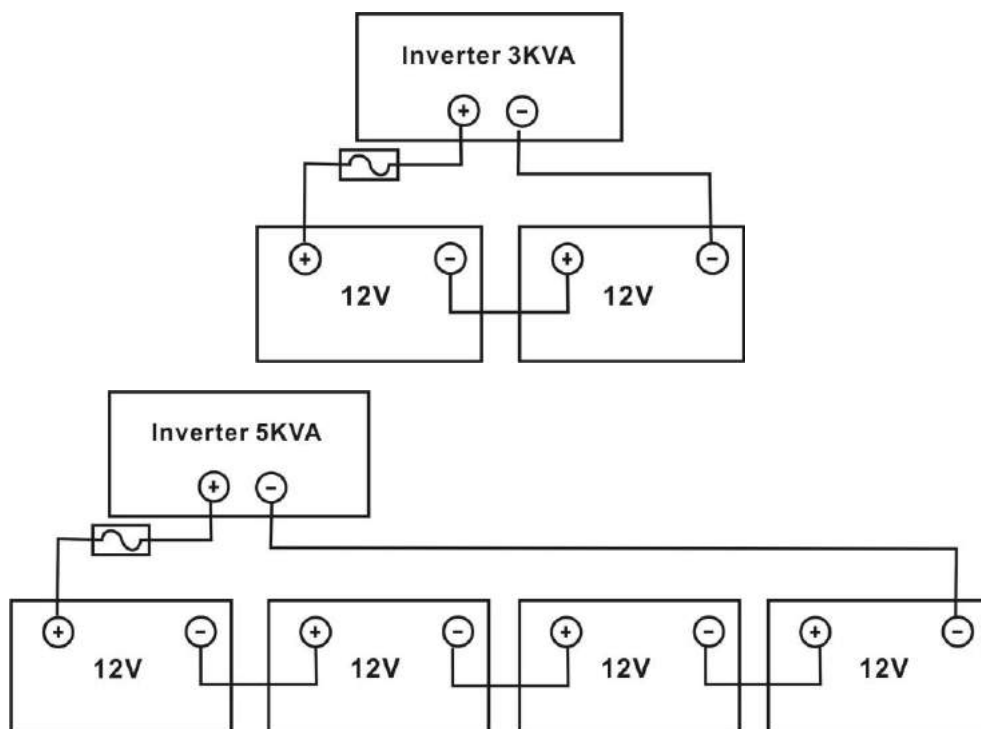 Inverter 3KVA
+ -
+ - + -
12V 12V
Inverter 5KVA
+ -
+ - + - + - + -
12V 12V 12V 12V